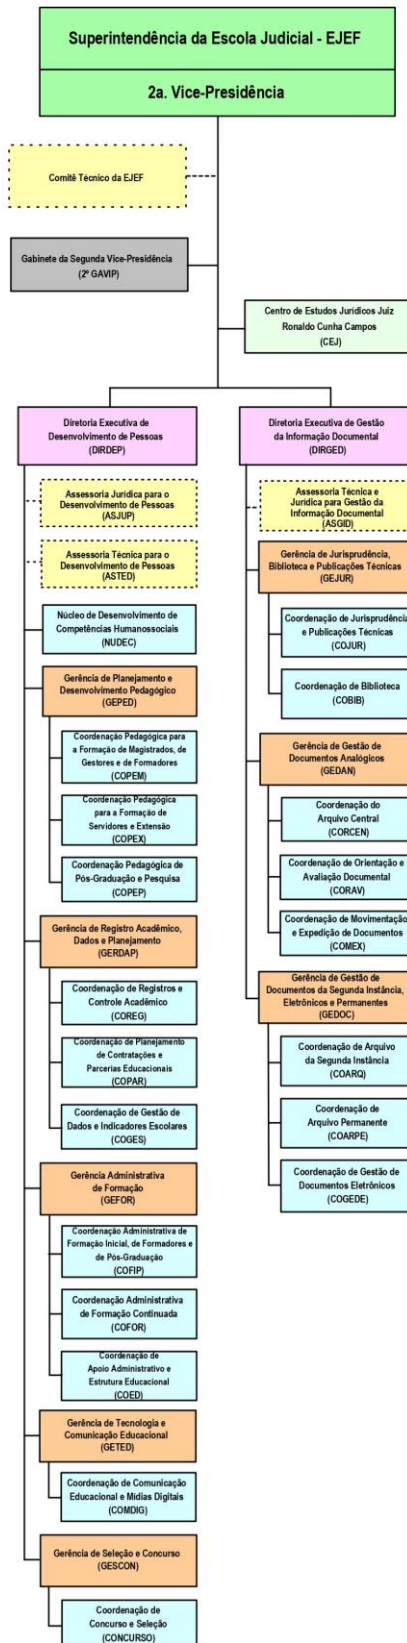 Superintendência da Escola Judicial - EJEF
2a. Vice-Presidência
Comitê Técnico da EJEF
Gabinete da Segunda Vice-Presidência
(2º GAVIP)
Centro de Estudos Jurídicos Juiz
Ronaldo Cunha Campos
(CEJ)
Diretoria Executiva de
Desenvolvimento de Pessoas
(DIRDEP)
Assessoria Jurídica para o
Desenvolvimento de Pessoas
(ASJUP)
Assessoria Técnica para o
Desenvolvimento de Pessoas
(ASTED)
Núcleo de Desenvolvimento de
Competências Humanossociais
(NUDEC)
Gerência de Planejamento e
Desenvolvimento Pedagógico
(GEPED)
Coordenação Pedagógica para
a Formação de Magistrados, de
Gestores e de Formadores
(COPEM)
Coordenação Pedagógica
para a Formação de
Servidores e Extensão
(COPEX)
Coordenação Pedagógica de
Pós-Graduação e Pesquisa
(COPEP)
Gerência de Registro Acadêmico,
Dados e Planejamento
(GERDAP)
Coordenação de Registros e
Controle Acadêmico
(COREG)
Coordenação de Planejamento
de Contratações e
Parcerias Educacionais
(COPAR)
Coordenação de Gestão de
Dados e Indicadores Escolares
(COGES)
Gerência Administrativa
de Formação
(GEFOR)
Coordenação Administrativa de
Formação Inicial, de Formadores e
de Pós-Graduação
(COFIP)
Coordenação Administrativa
de Formação Continuada
(COFOR)
Coordenação de
Apoio Administrativo e
Estrutura Educacional
(COED)
Gerência de Tecnologia e
Comunicação Educacional
(GETED)
Coordenação de Comunicação
Educacional e Mídias Digitais
(COMDIG)
Gerência de Seleção e Concurso
(GESCON)
Coordenação de
Concurso e Seleção
(CONCURSO)
Diretoria Executiva de Gestão
da Informação Documental
(DIRGED)
Assessoria Técnica e
Jurídica para Gestão da
Informação Documental
(ASGID)
Gerência de Jurisprudência,
Biblioteca e Publicações Técnicas
(GEJUR)
Coordenação de Jurisprudência
e Publicações Técnicas
(COJUR)
Coordenação de Biblioteca
(COBIB)
Gerência de Gestão de
Documentos Analógicos
(GEDAN)
Coordenação do
Arquivo Central
(CORCEN)
Coordenação de Orientação e
Avaliação Documental
(CORAV)
Coordenação de Movimentação
e Expedição de Documentos
(COMEX)
Gerência de Gestão de
Documentos da Segunda Instância,
Eletrônicos e Permanentes
(GEDOC)
Coordenação de Arquivo
da Segunda Instância
(COARQ)
Coordenação de
Arquivo Permanente
(COARPE)
Coordenação de Gestão de
Documentos Eletrônicos
(COGEDE)